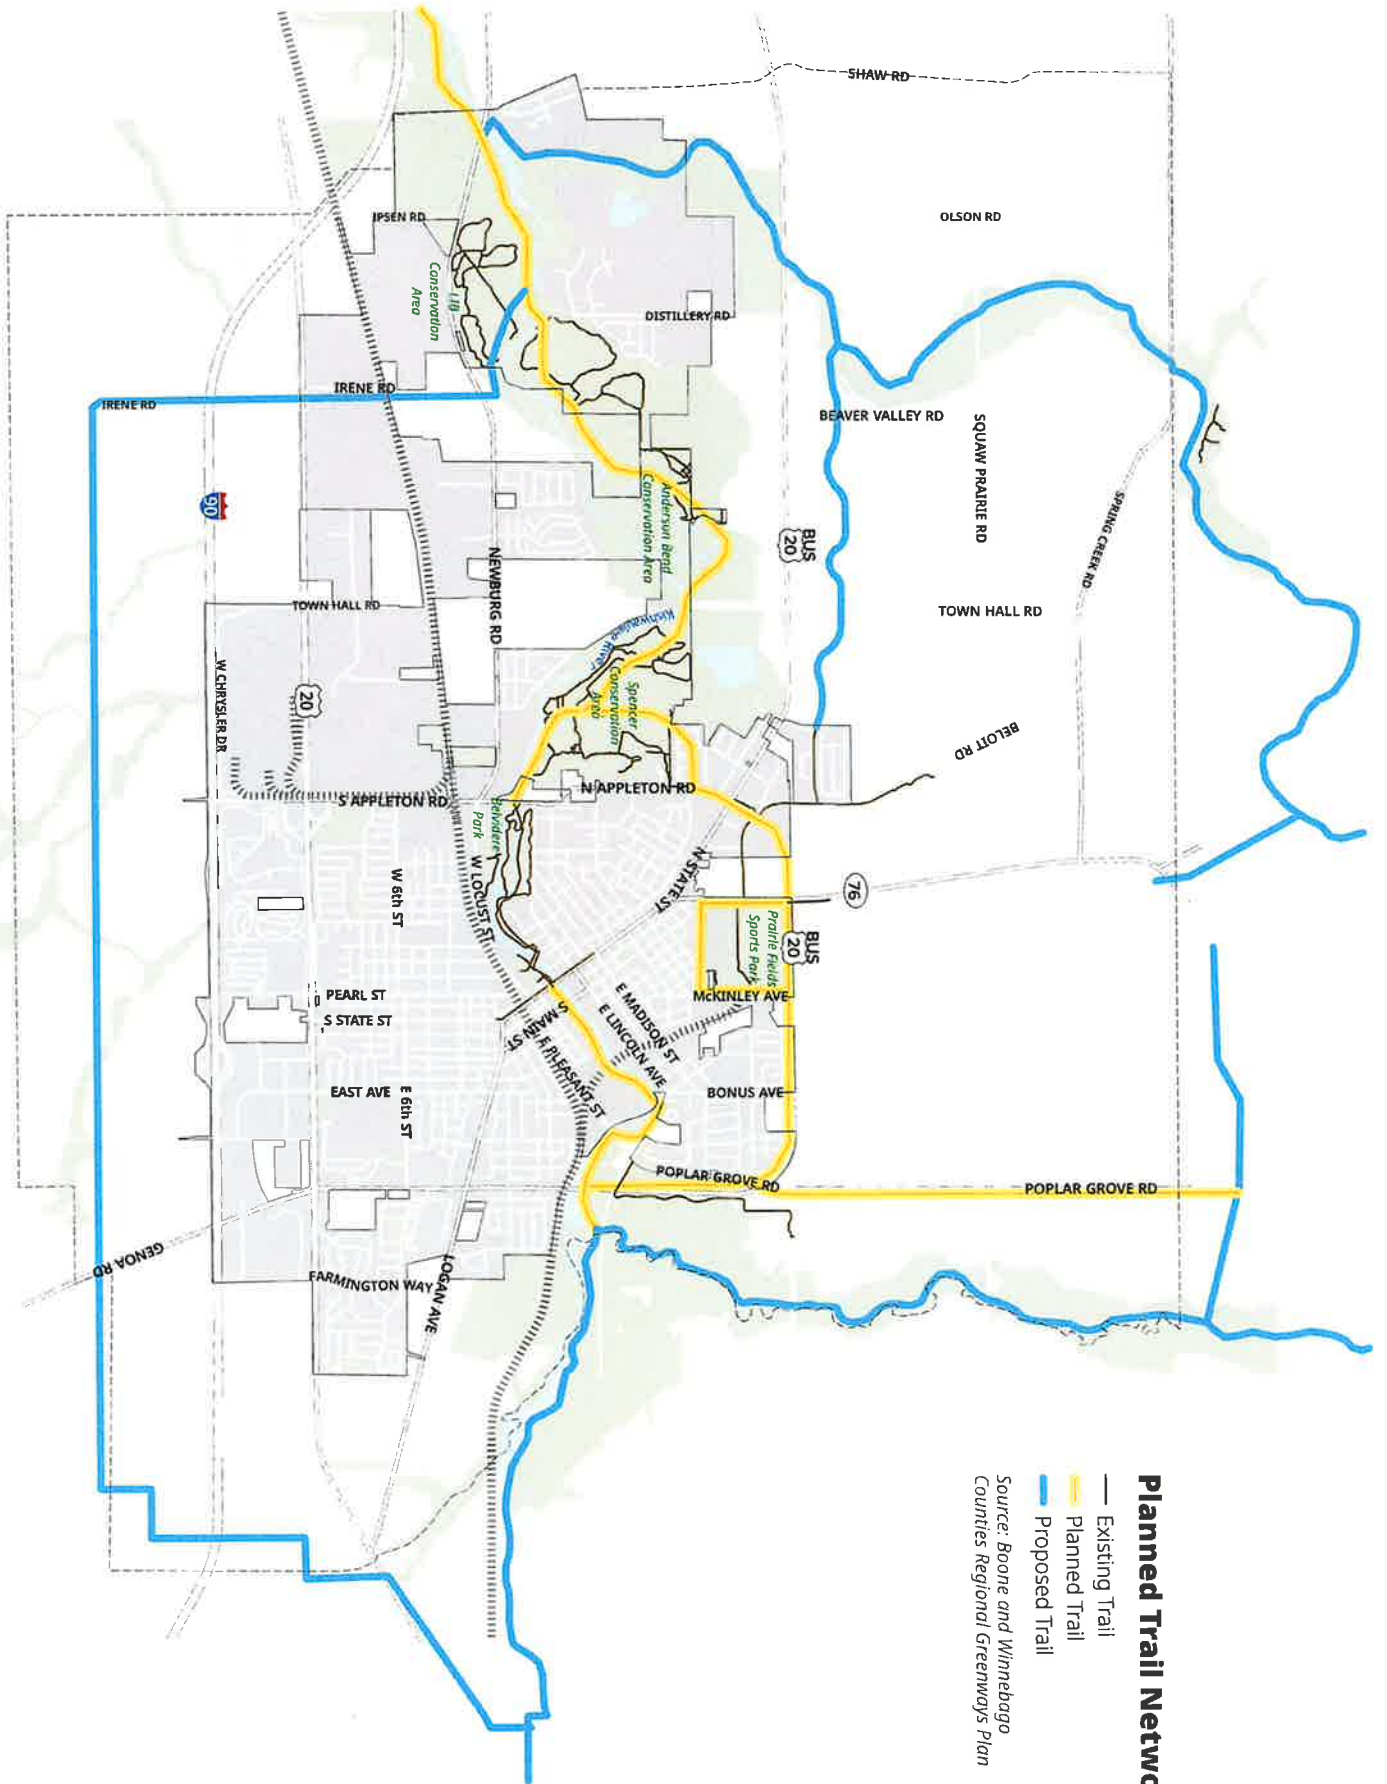 Planned Trail Netwo
Existing Trail
Planned Trail
Proposed Trail
Source: Boone and Winnebago
Counties Regional Greenways Plan
SHAW RD
OLSON RD
IPSEN RD
Conservation
Area
DISTILLERY RD
IRENE RD
IRENE RD
BEAVER VALLEY RD
SQUAW PRAIRIE RD
SPRING CREEK RD
Anderson Bend
Conservation Area
90
BUS
20
NEWBURG RD
TOWN HALL RD
TOWN HALL RD
Kishwaukee River
W CHRYSLER DR
20
Spencer
Conservation
Area
BELOIT RD
N APPLETON RD
S APPLETON RD
Belvidere
Park
W LOCUST ST
W 6th ST
N STATE ST
76
BUS
20
Prairie Fields
Sports Park
McKINLEY AVE
PEARL ST
S STATE ST
S MAIN ST
E MADISON ST
E LINCOLN AVE
E PLEASANT ST
BONUS AVE
EAST AVE
E 6th ST
POPLAR GROVE RD
POPLAR GROVE RD
GENOA RD
FARMINGTON WAY
LOGAN AVE